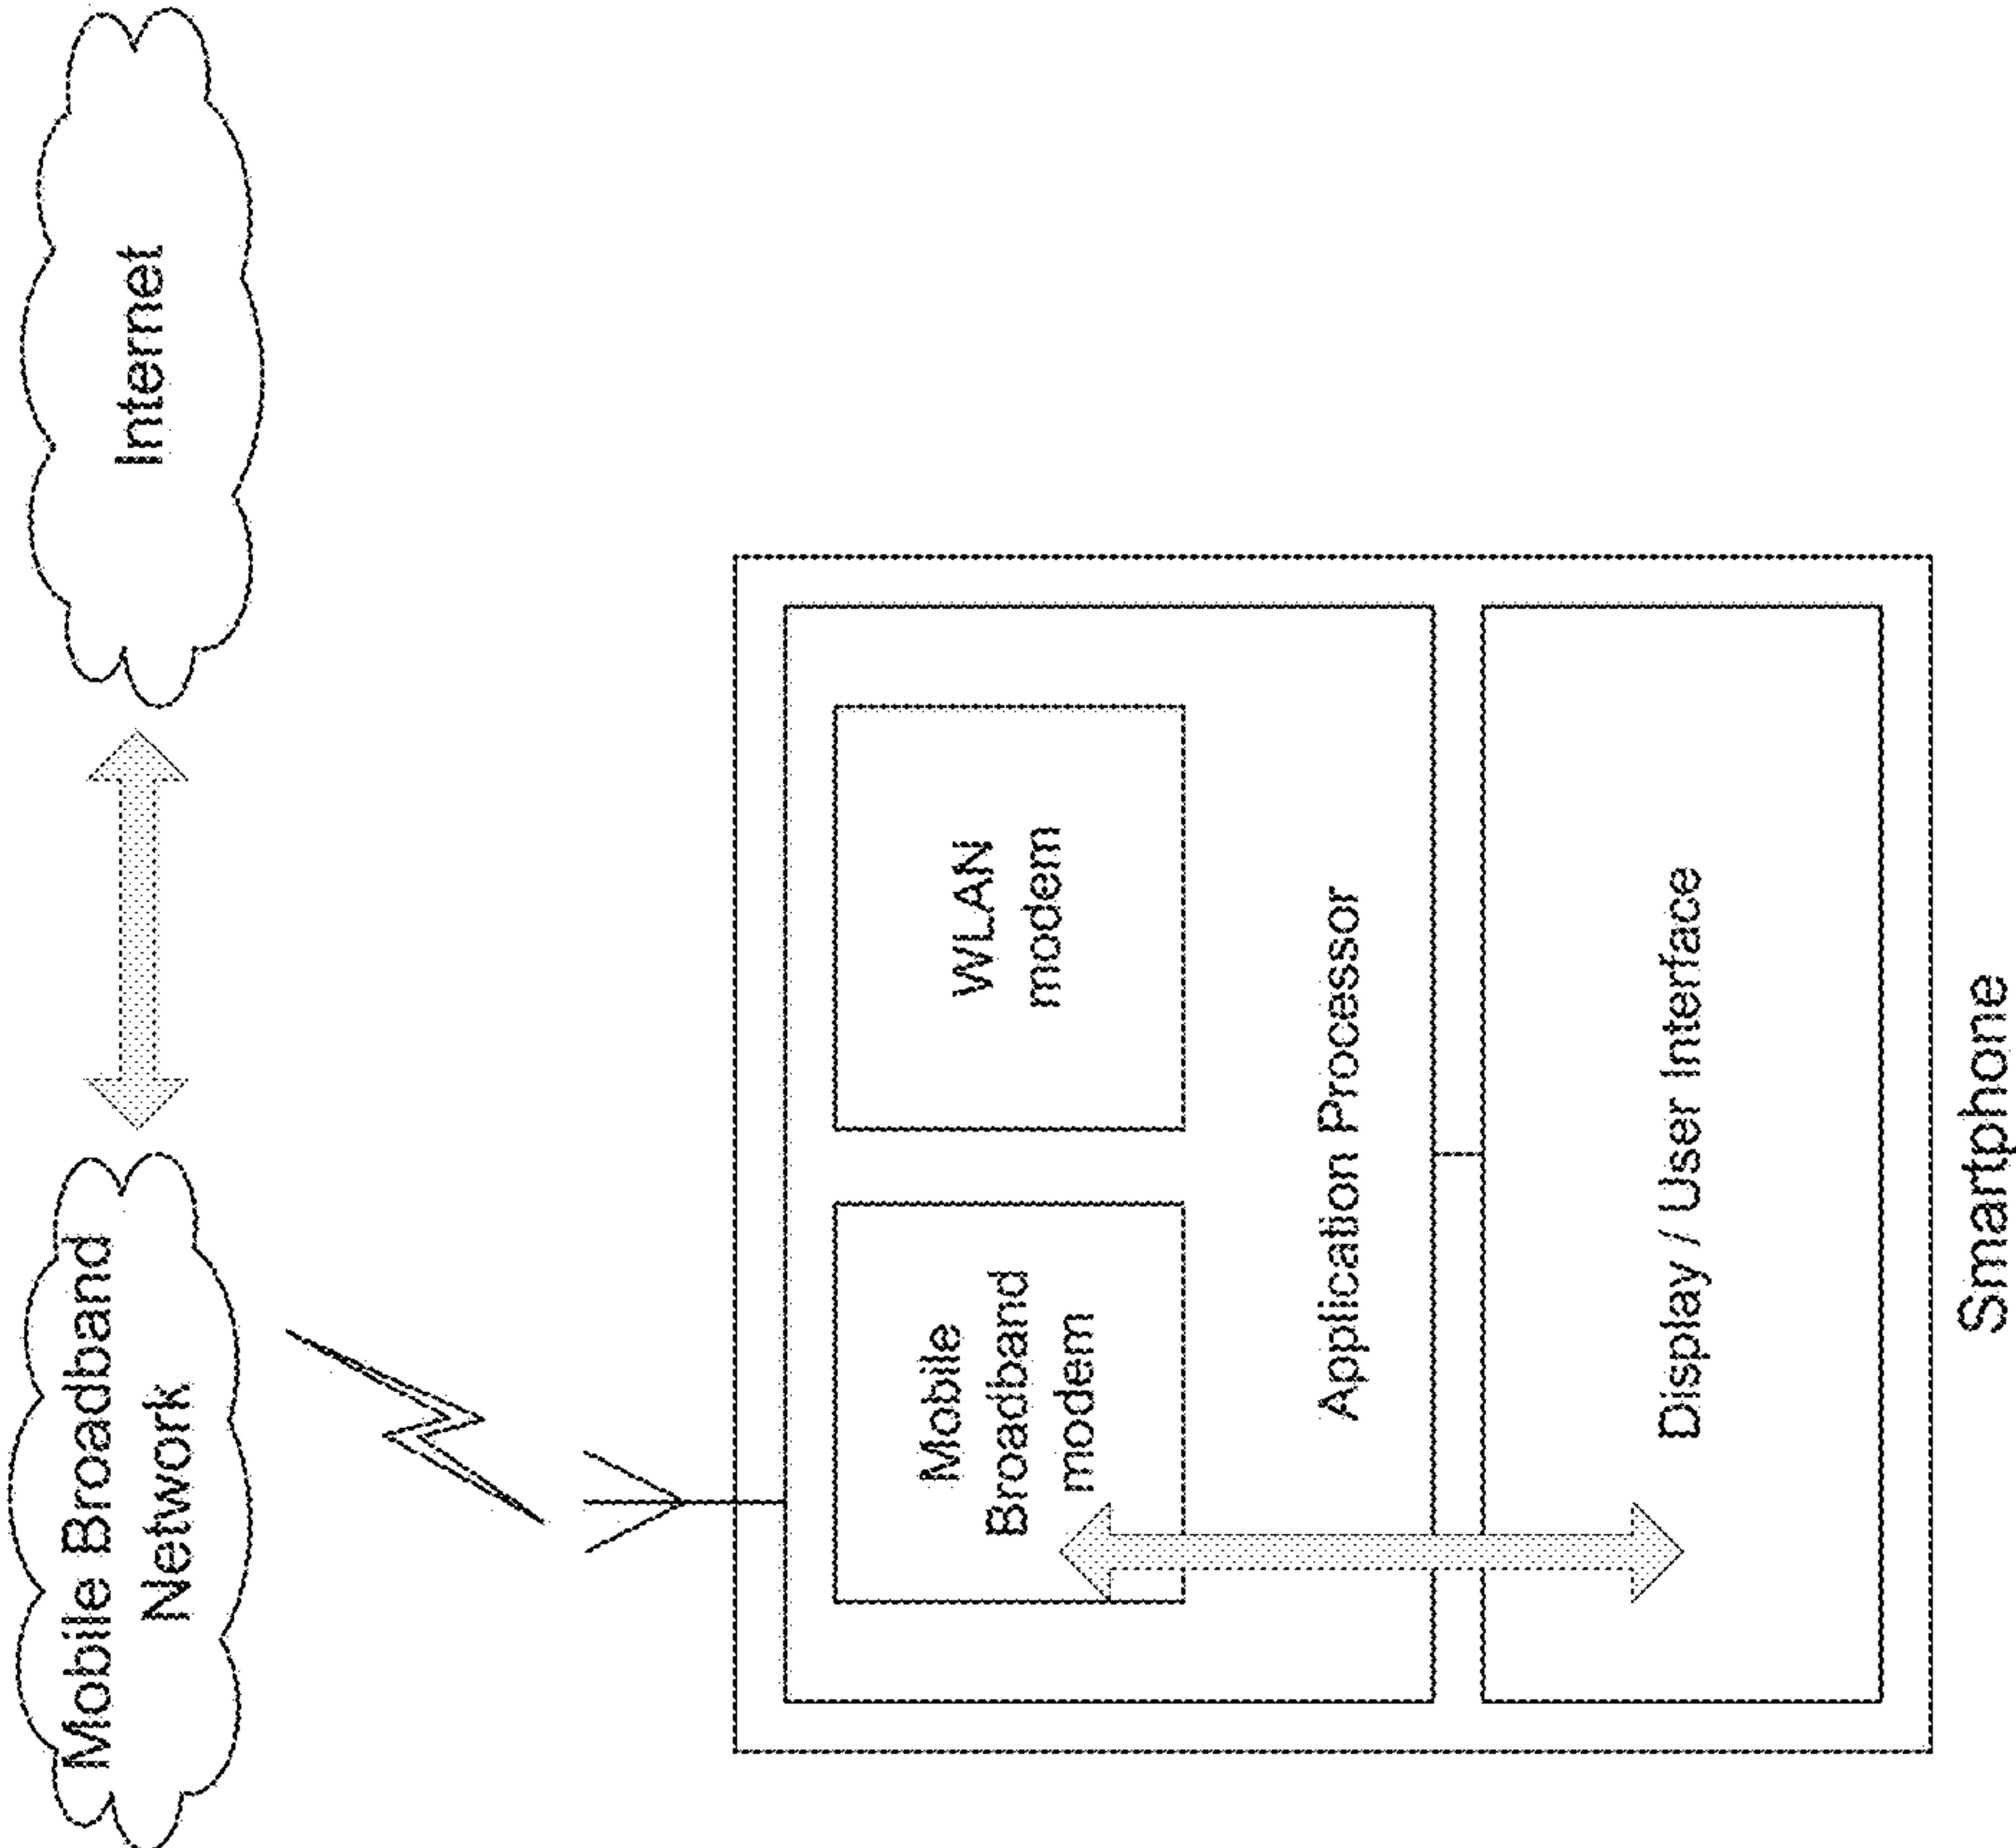 Mobile Broadband
Network
Internet
Mobile
Broadband
modem
WLAN
modem
Application Processor
Display / User Interface
Smartphone